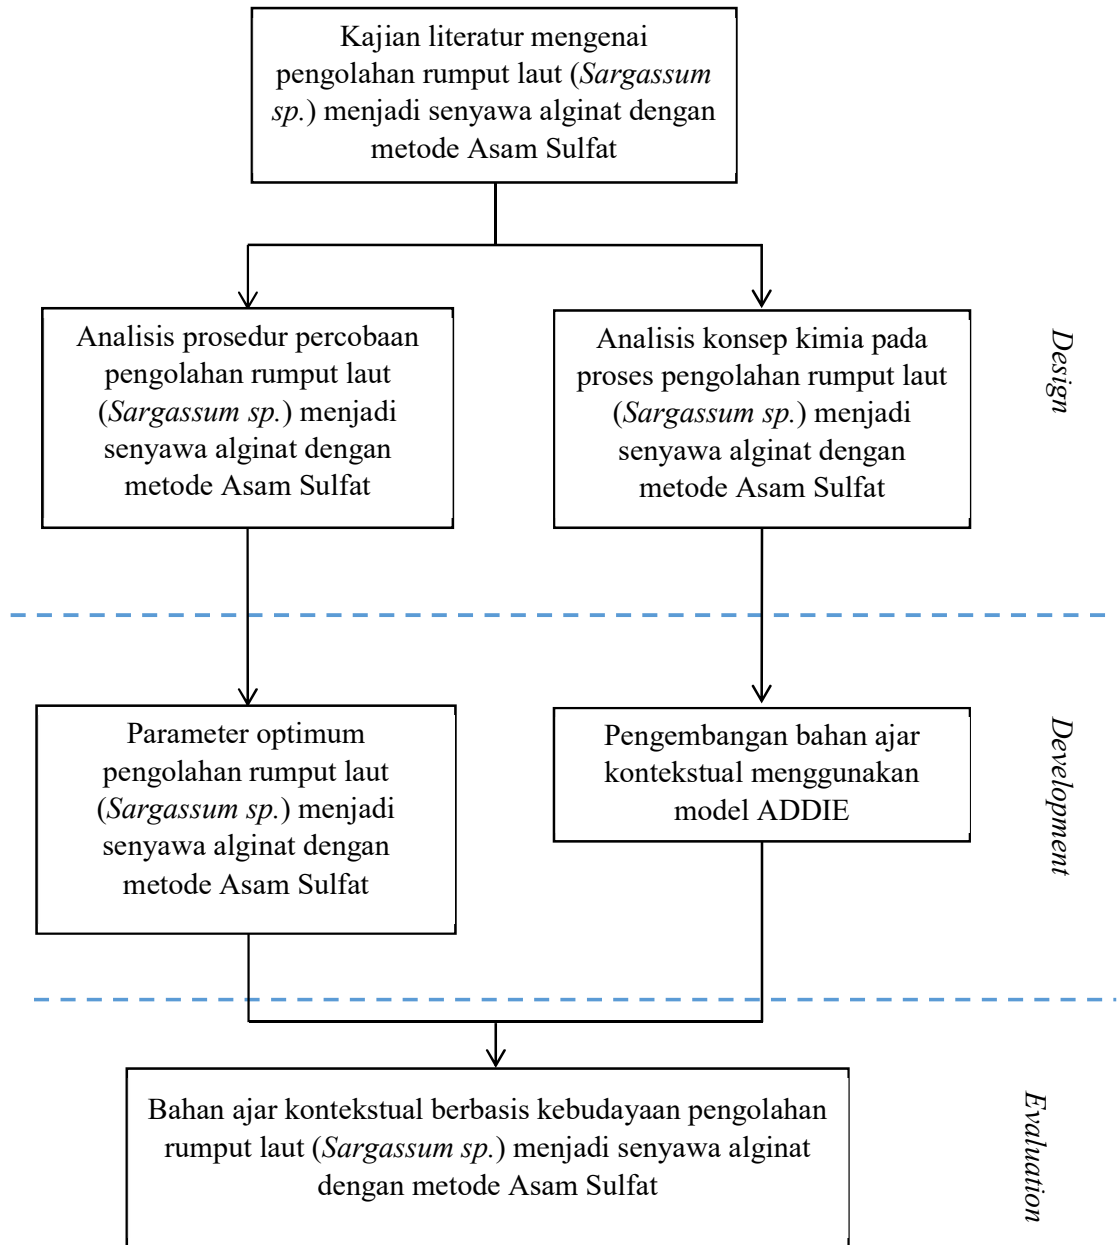 Kajian literatur mengenai
pengolahan rumput laut (Sargassum
sp.) menjadi senyawa alginat dengan
metode Asam Sulfat
Analisis prosedur percobaan
pengolahan rumput laut
(Sargassum sp.) menjadi
senyawa alginat dengan
metode Asam Sulfat
Analisis konsep kimia pada
proses pengolahan rumput laut
(Sargassum sp.) menjadi
senyawa alginat dengan
metode Asam Sulfat
Design
Parameter optimum
pengolahan rumput laut
(Sargassum sp.) menjadi
senyawa alginat dengan
metode Asam Sulfat
Pengembangan bahan ajar
kontekstual menggunakan
model ADDIE
Development
Bahan ajar kontekstual berbasis kebudayaan pengolahan
rumput laut (Sargassum sp.) menjadi senyawa alginat
dengan metode Asam Sulfat
Evaluation